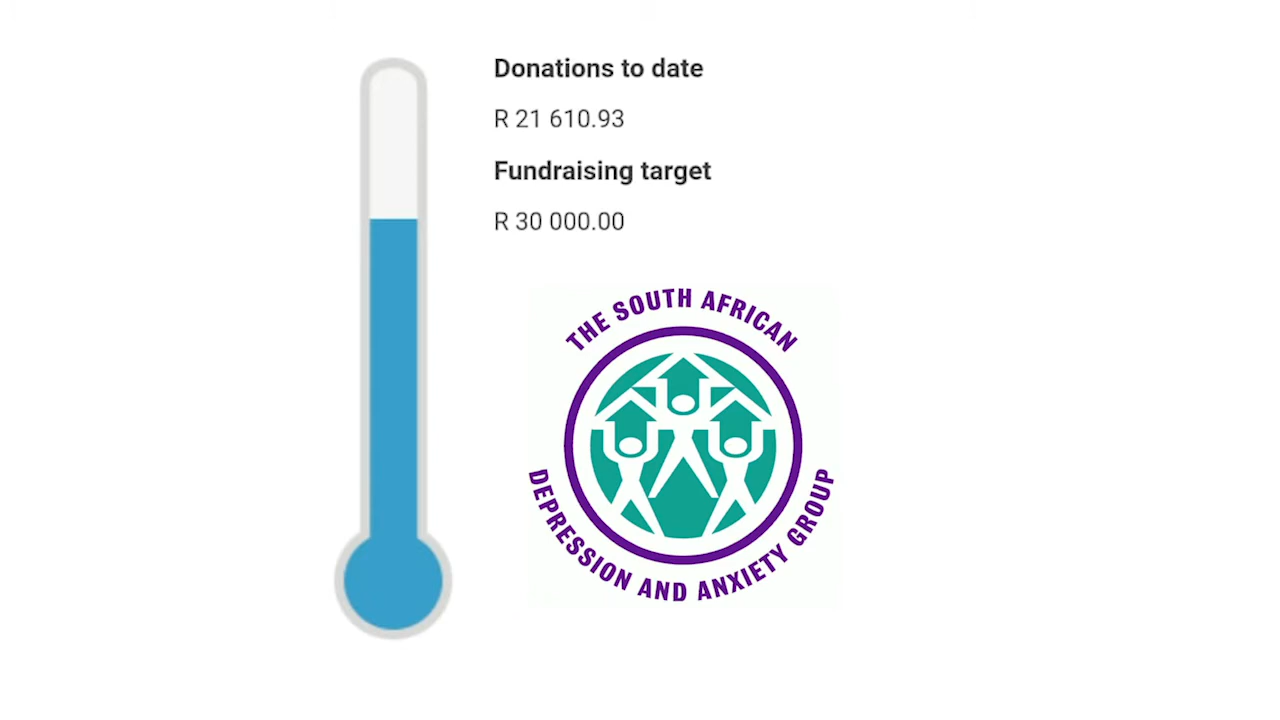 Donations to date
R 21 610.93
Fundraising target
R 30 000.00
THE SOUTH AFRICAN
DEPRESSION AND ANXIETY GROUP